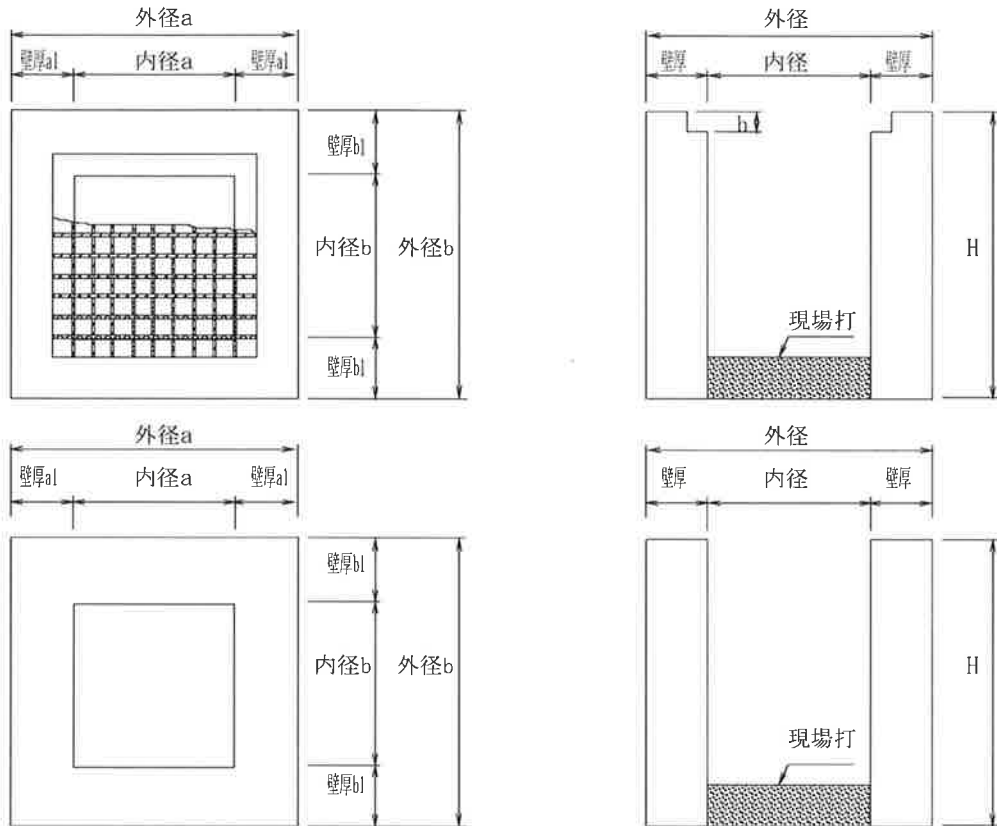 外径a
壁厚a1 内径a 壁厚a1
壁厚b1
内径b 外径b
壁厚b1
外径
壁厚 内径 壁厚
h
H
現場打
外径a
壁厚a1 内径a 壁厚a1
壁厚b1
内径b 外径b
壁厚b1
外径
壁厚 内径 壁厚
H
現場打